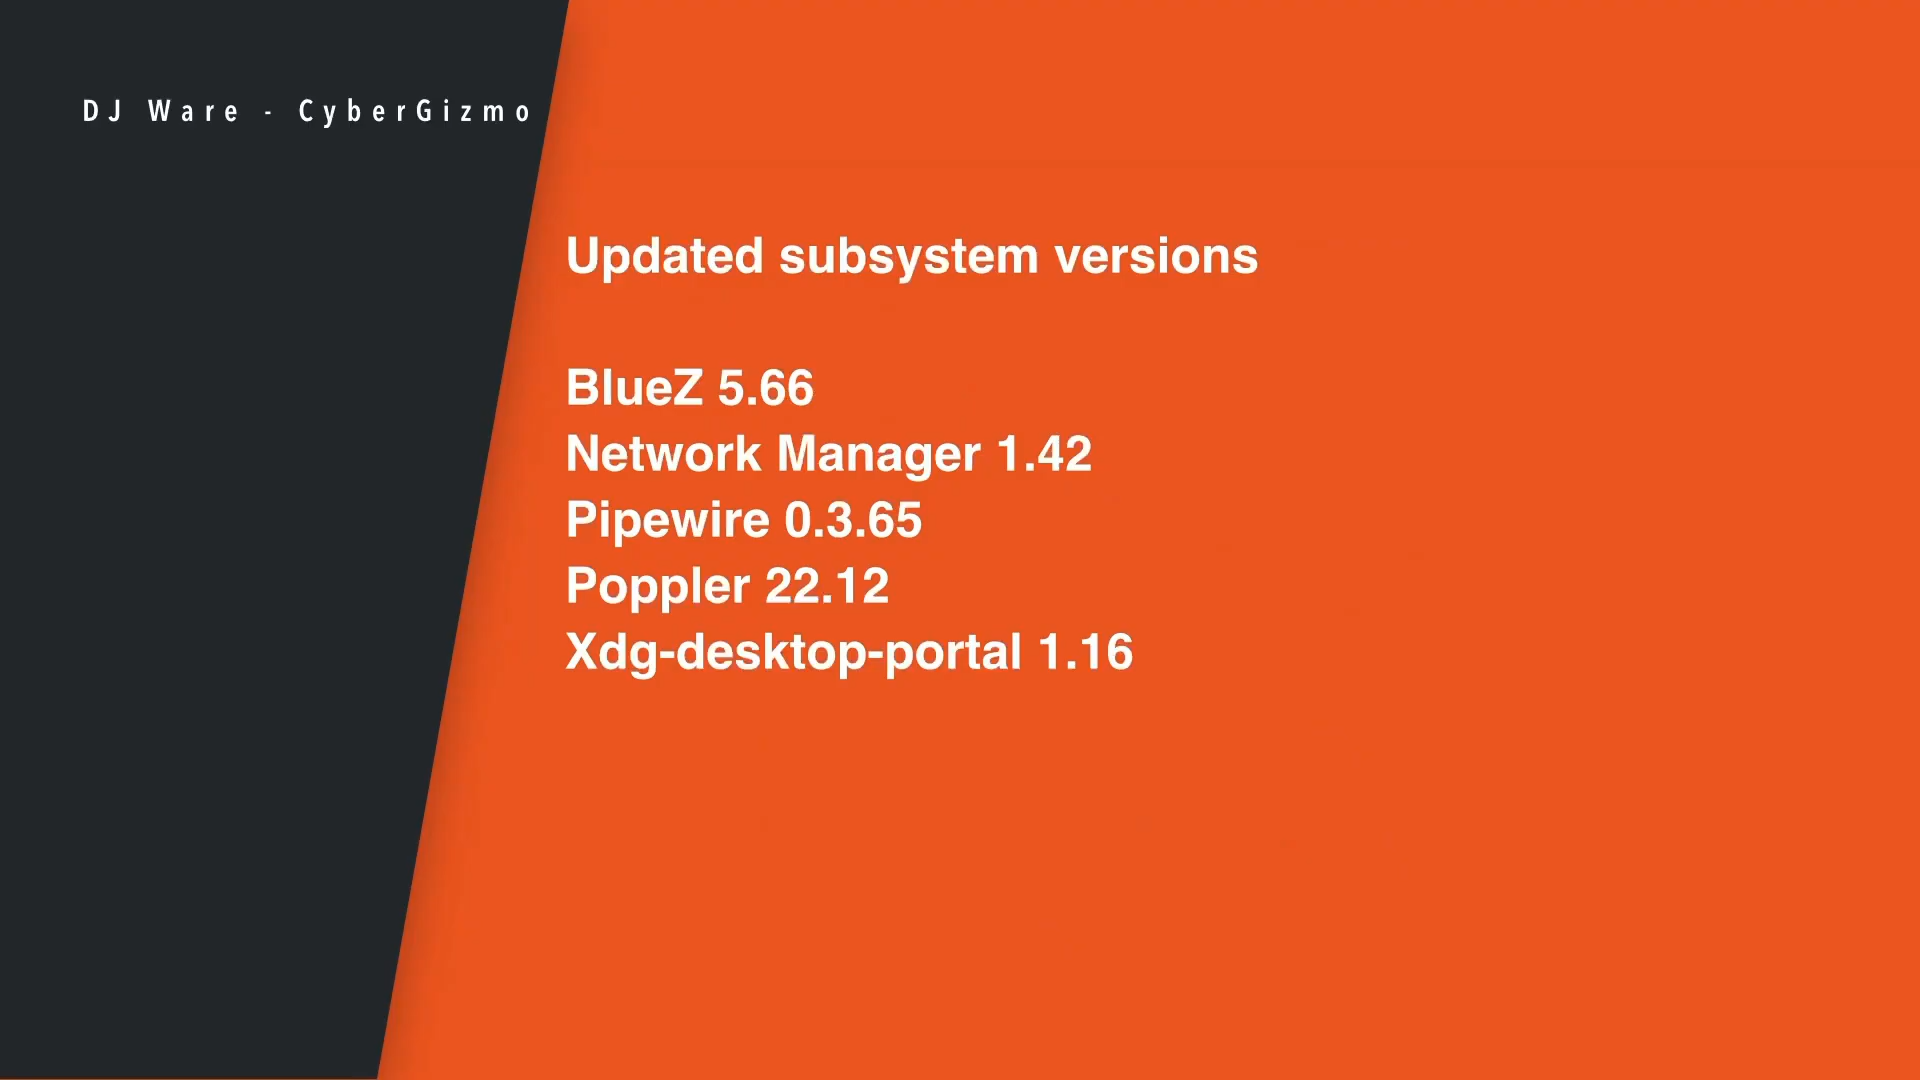 DJ Ware - CyberGizmo
Updated subsystem versions
BlueZ 5.66
Network Manager 1.42
Pipewire 0.3.65
Poppler 22.12
Xdg-desktop-portal 1.16